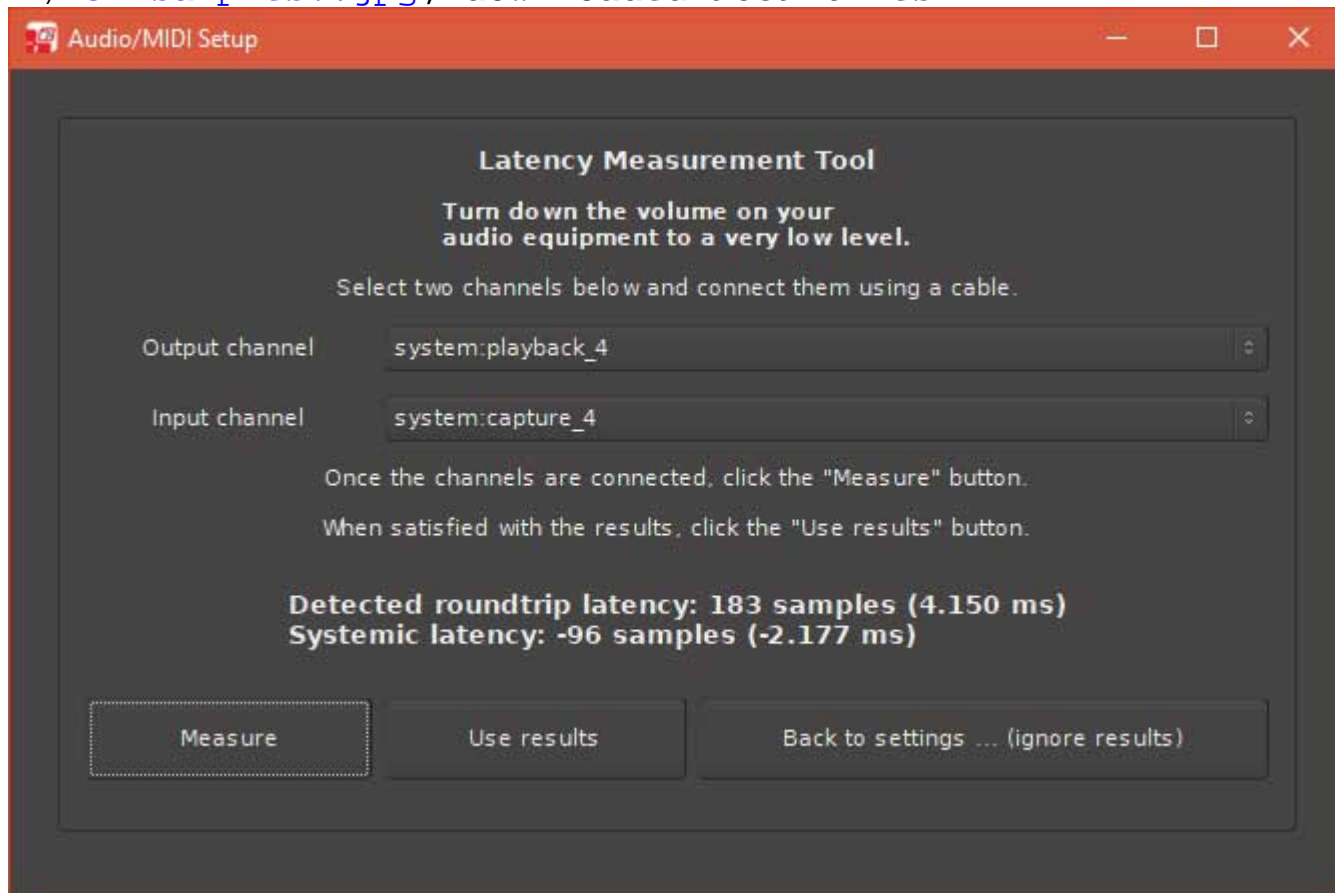 Audio/MIDI Setup
Latency Measurement Tool
Turn down the volume on your
audio equipment to a very low level.
Select two channels below and connect them using a cable.
Output channel system:playback_4
Input channel system:capture_4
Once the channels are connected, click the "Measure" button.
When satisfied with the results, click the "Use results" button.
Detected roundtrip latency: 183 samples (4.150 ms)
Systemic latency: -96 samples (-2.177 ms)
Measure Use results Back to settings ... (ignore results)